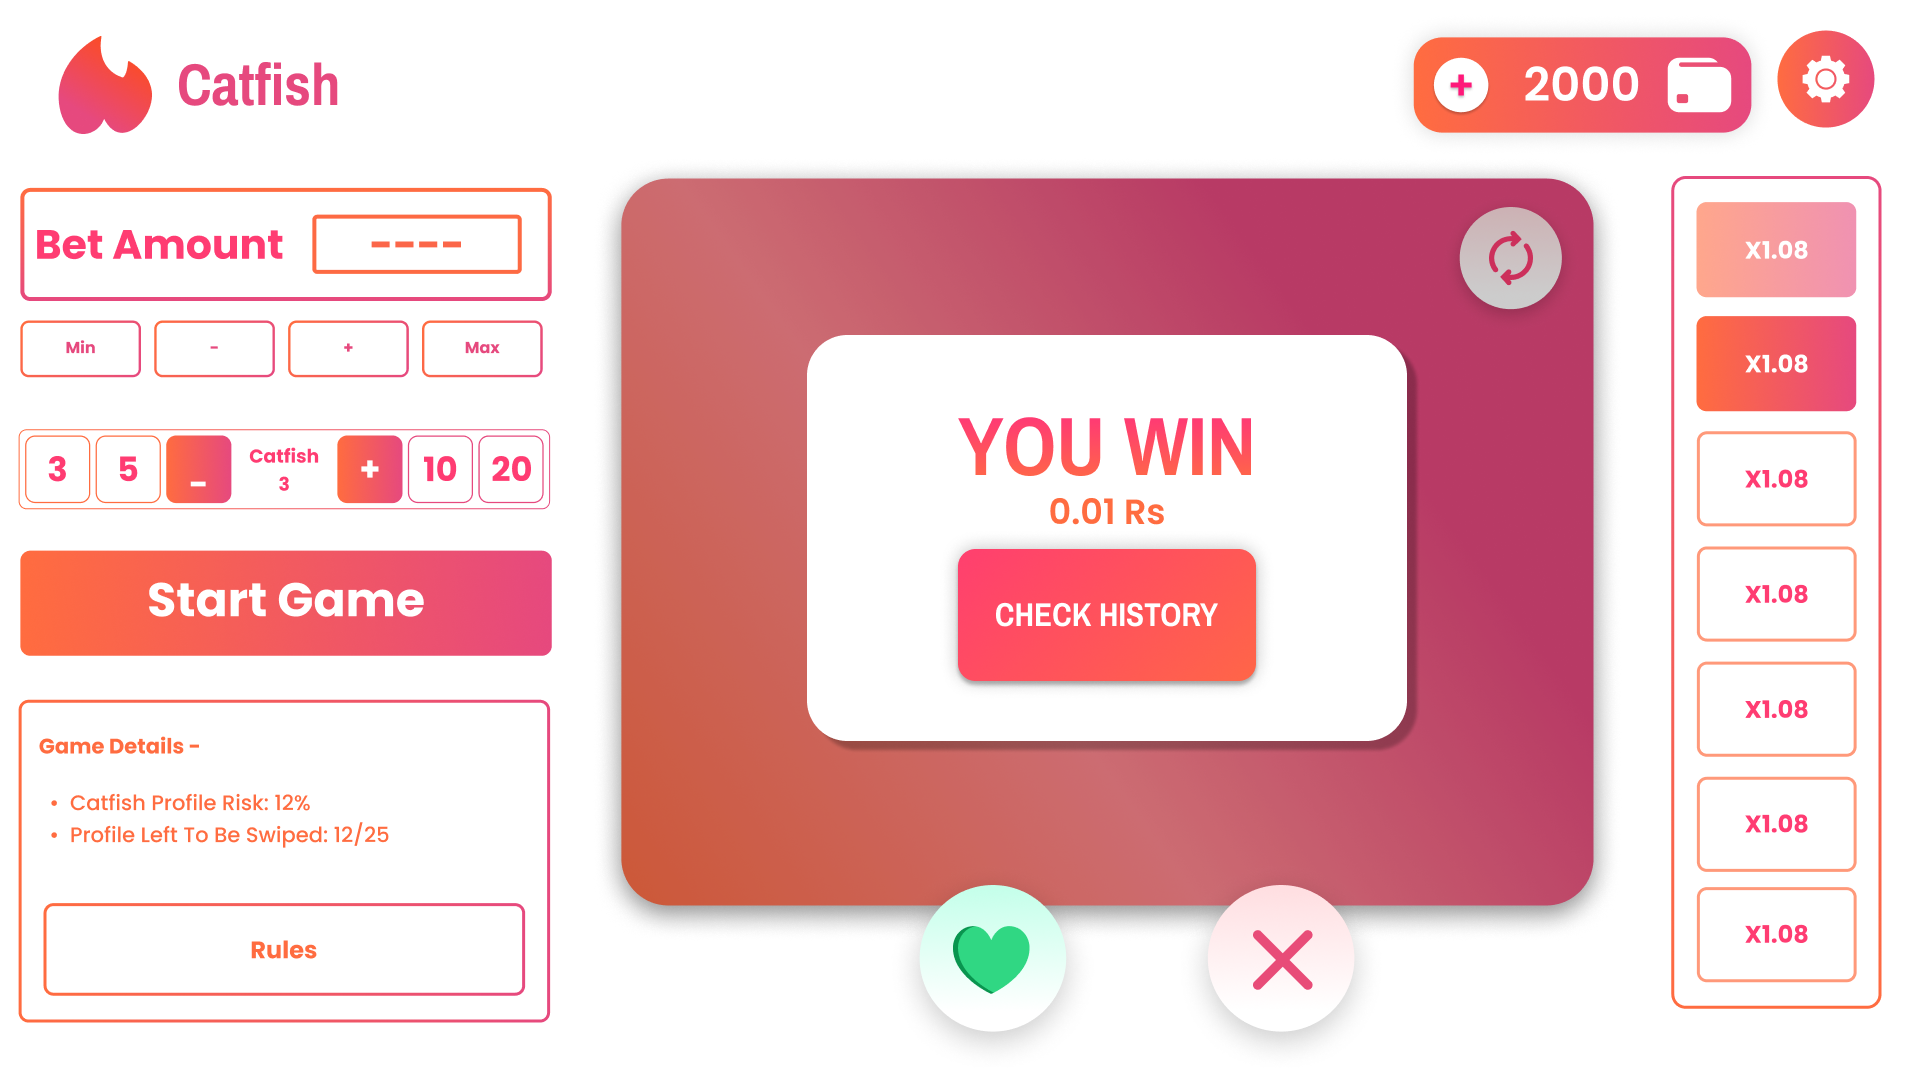 Catfish
2000
Bet Amount
----
Min
-
+
Max
3
5
-
Catfish
3
+
10
20
Start Game
Game Details -
• Catfish Profile Risk: 12%
• Profile Left To Be Swiped: 12/25
Rules
YOU WIN
0.01 Rs
CHECK HISTORY
X1.08
X1.08
X1.08
X1.08
X1.08
X1.08
X1.08